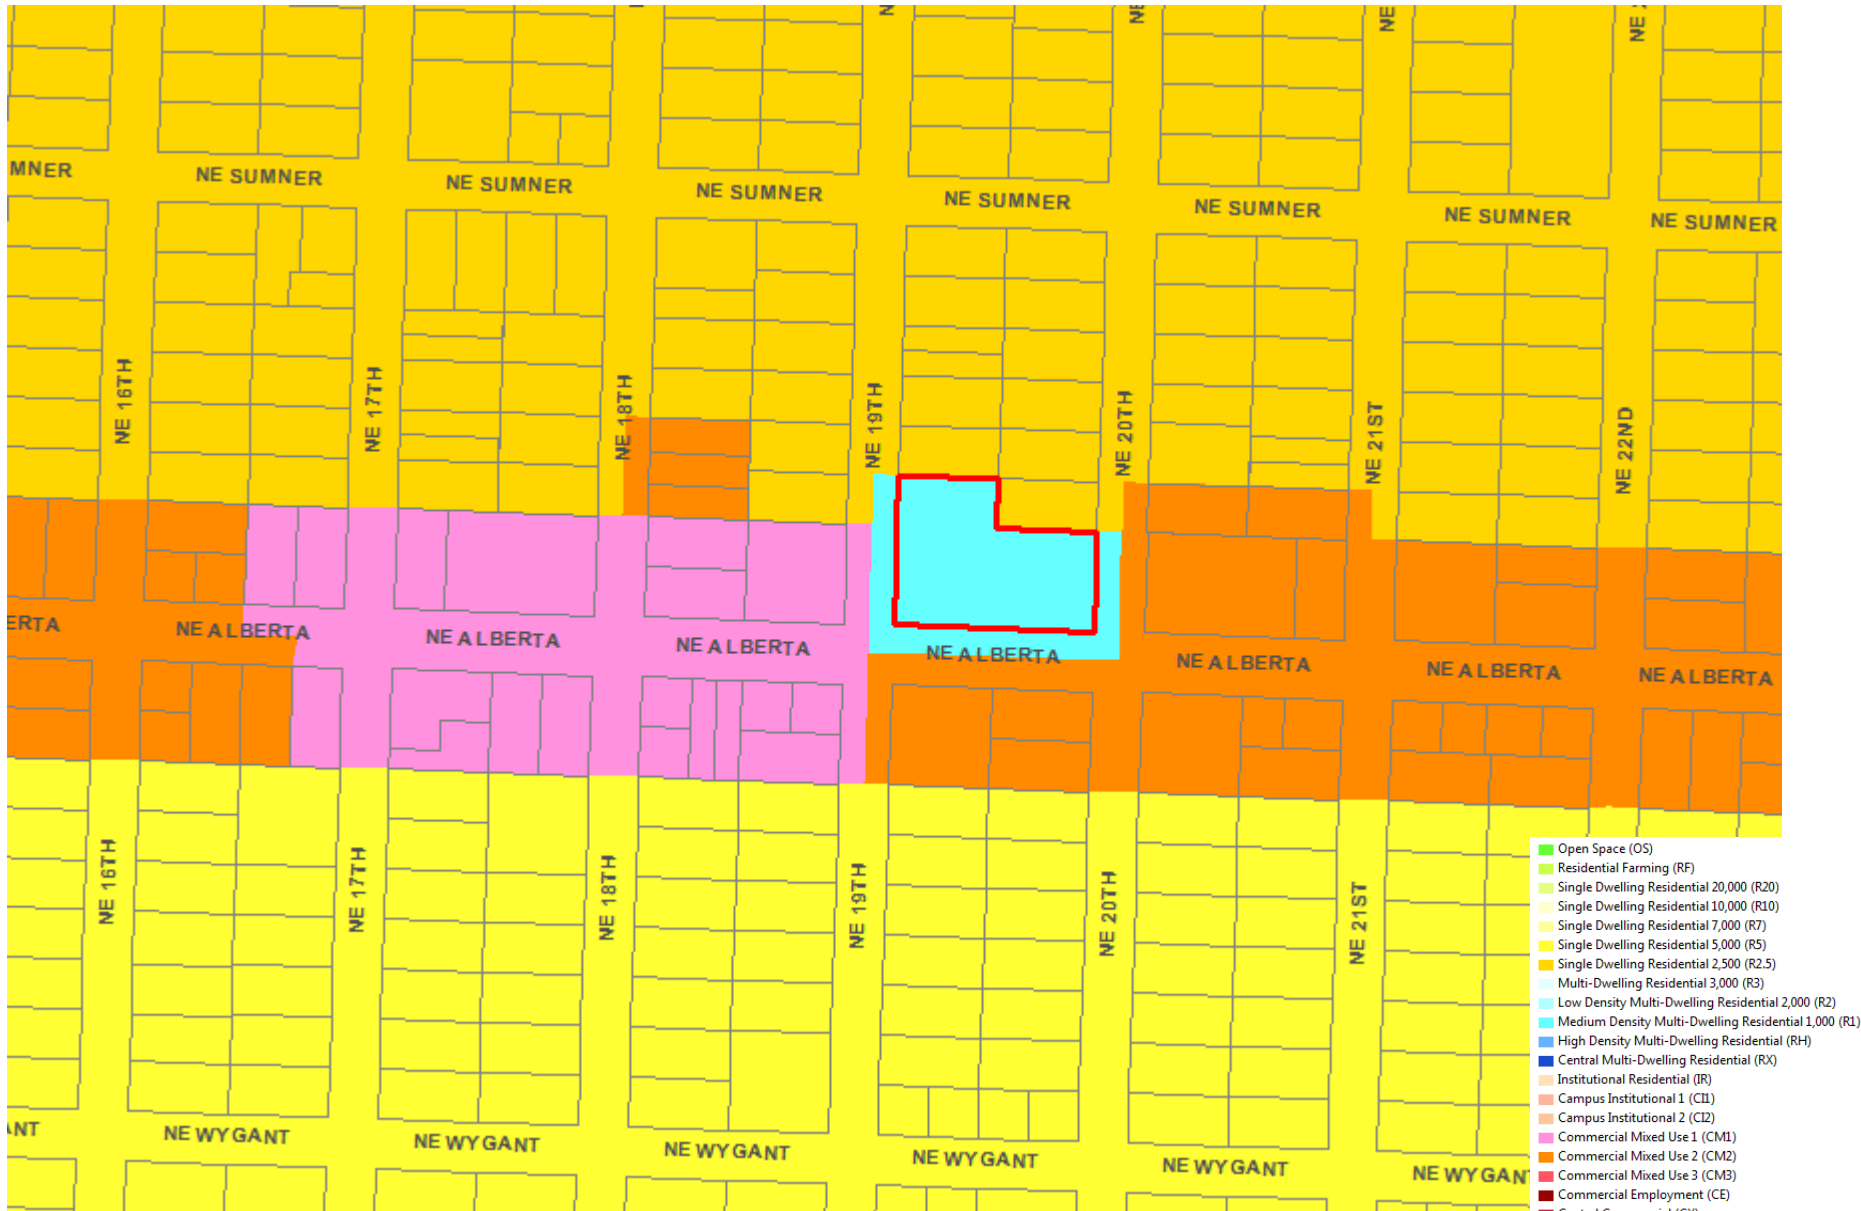 NE
NE
NE
NE
MNER
NE SUMNER
NE SUMNER
NE SUMNER
NE SUMNER
NE SUMNER
NE SUMNER
NE SUMNER
NE 16TH
NE 17TH
NE 18TH
NE 19TH
NE 20TH
NE 21ST
NE 22ND
ERTA
NE ALBERTA
NE ALBERTA
NE ALBERTA
NE ALBERTA
NE ALBERTA
NE ALBERTA
NE ALBERTA
NE 16TH
NE 17TH
NE 18TH
NE 19TH
NE 20TH
NE 21ST
ANT
NE WYGANT
NE WYGANT
NE WYGANT
NE WYGANT
NE WYGANT
NE WYGAN
Open Space (OS)
Residential Farming (RF)
Single Dwelling Residential 20,000 (R20)
Single Dwelling Residential 10,000 (R10)
Single Dwelling Residential 7,000 (R7)
Single Dwelling Residential 5,000 (R5)
Single Dwelling Residential 2,500 (R2.5)
Multi-Dwelling Residential 3,000 (R3)
Low Density Multi-Dwelling Residential 2,000 (R2)
Medium Density Multi-Dwelling Residential 1,000 (R1)
High Density Multi-Dwelling Residential (RH)
Central Multi-Dwelling Residential (RX)
Institutional Residential (IR)
Campus Institutional 1 (CI1)
Campus Institutional 2 (CI2)
Commercial Mixed Use 1 (CM1)
Commercial Mixed Use 2 (CM2)
Commercial Mixed Use 3 (CM3)
Commercial Employment (CE)